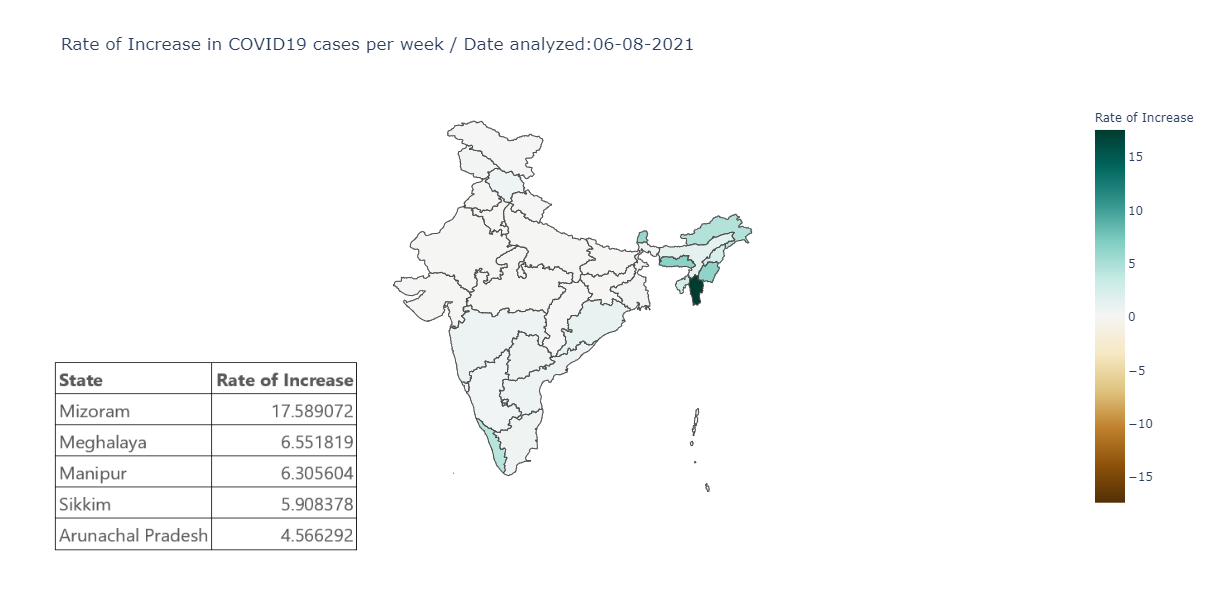 Rate of Increase in COVID19 cases per week / Date analyzed:06-08-2021
Rate of Increase
15
10
5
0
−5
−10
−15
State Rate of Increase
Mizoram 17.589072
Meghalaya 6.551819
Manipur 6.305604
Sikkim 5.908378
Arunachal Pradesh 4.566292